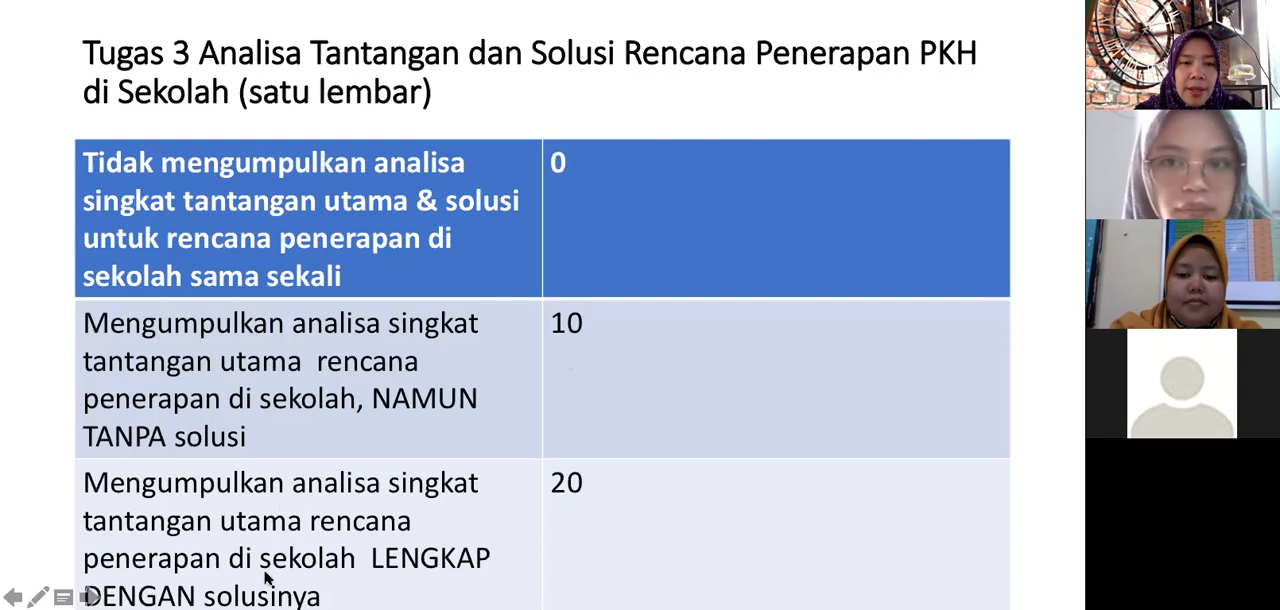 Tugas 3 Analisa Tantangan dan Solusi Rencana Penerapan PKH
di Sekolah (satu lembar)
Tidak mengumpulkan analisa
singkat tantangan utama & solusi
untuk rencana penerapan di
sekolah sama sekali
0
Mengumpulkan analisa singkat
tantangan utama  rencana
penerapan di sekolah, NAMUN
TANPA solusi
10
Mengumpulkan analisa singkat
tantangan utama rencana
penerapan di sekolah  LENGKAP
DENGAN solusinya
20